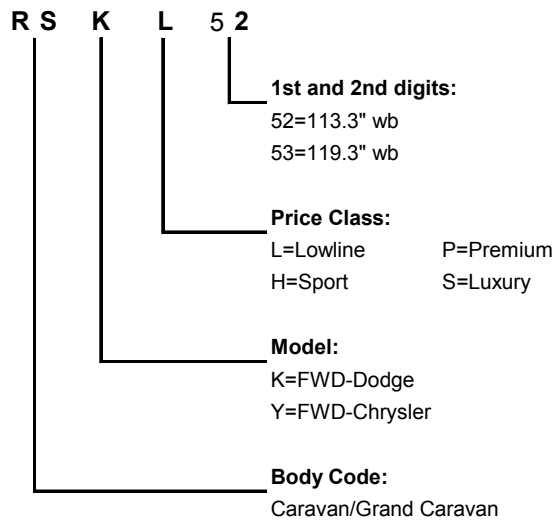 R S K L 5 2
1st and 2nd digits:
52=113.3" wb
53=119.3" wb
Price Class:
L=Lowline P=Premium
H=Sport S=Luxury
Model:
K=FWD-Dodge
Y=FWD-Chrysler
Body Code:
Caravan/Grand Caravan